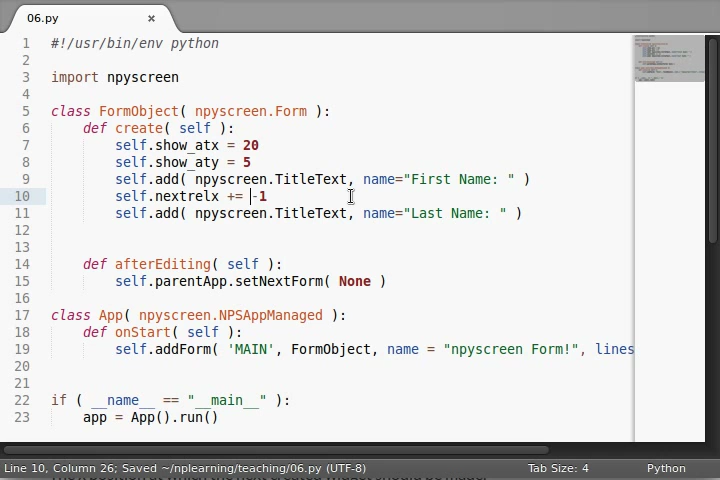 06.py ×
1 #!/usr/bin/env python
2
3 import npyscreen
4
5 class FormObject( npyscreen.Form ):
6     def create( self ):
7         self.show_atx = 20
8         self.show_aty = 5
9         self.add( npyscreen.TitleText, name="First Name: " )
10         self.nextrelx += -1
11         self.add( npyscreen.TitleText, name="Last Name: " )
12
13
14     def afterEditing( self ):
15         self.parentApp.setNextForm( None )
16
17 class App( npyscreen.NPSAppManaged ):
18     def onStart( self ):
19         self.addForm( 'MAIN', FormObject, name = "npyscreen Form!", lines
20
21
22 if ( __name__ == "__main__" ):
23     app = App().run()
Line 10, Column 26; Saved ~/nplearning/teaching/06.py (UTF-8) Tab Size: 4 Python